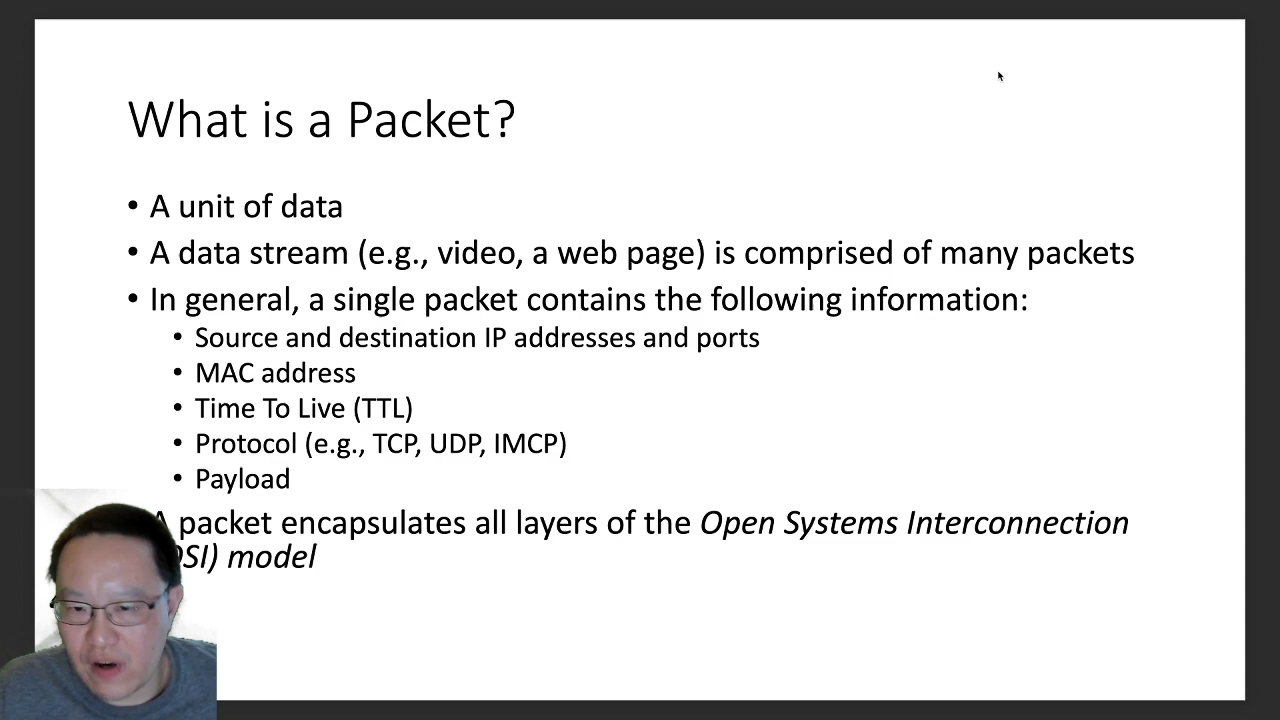 What is a Packet?
• A unit of data
• A data stream (e.g., video, a web page) is comprised of many packets
• In general, a single packet contains the following information:
• Source and destination IP addresses and ports
• MAC address
• Time To Live (TTL)
• Protocol (e.g., TCP, UDP, IMCP)
• Payload
A packet encapsulates all layers of the Open Systems Interconnection
OSI) model